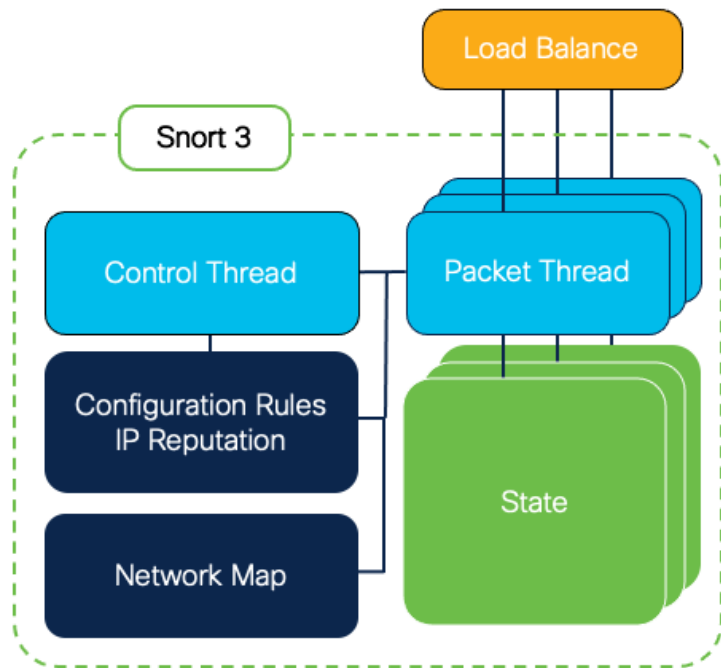 Load Balance
Snort 3
Control Thread
Packet Thread
Configuration Rules
IP Reputation
State
Network Map